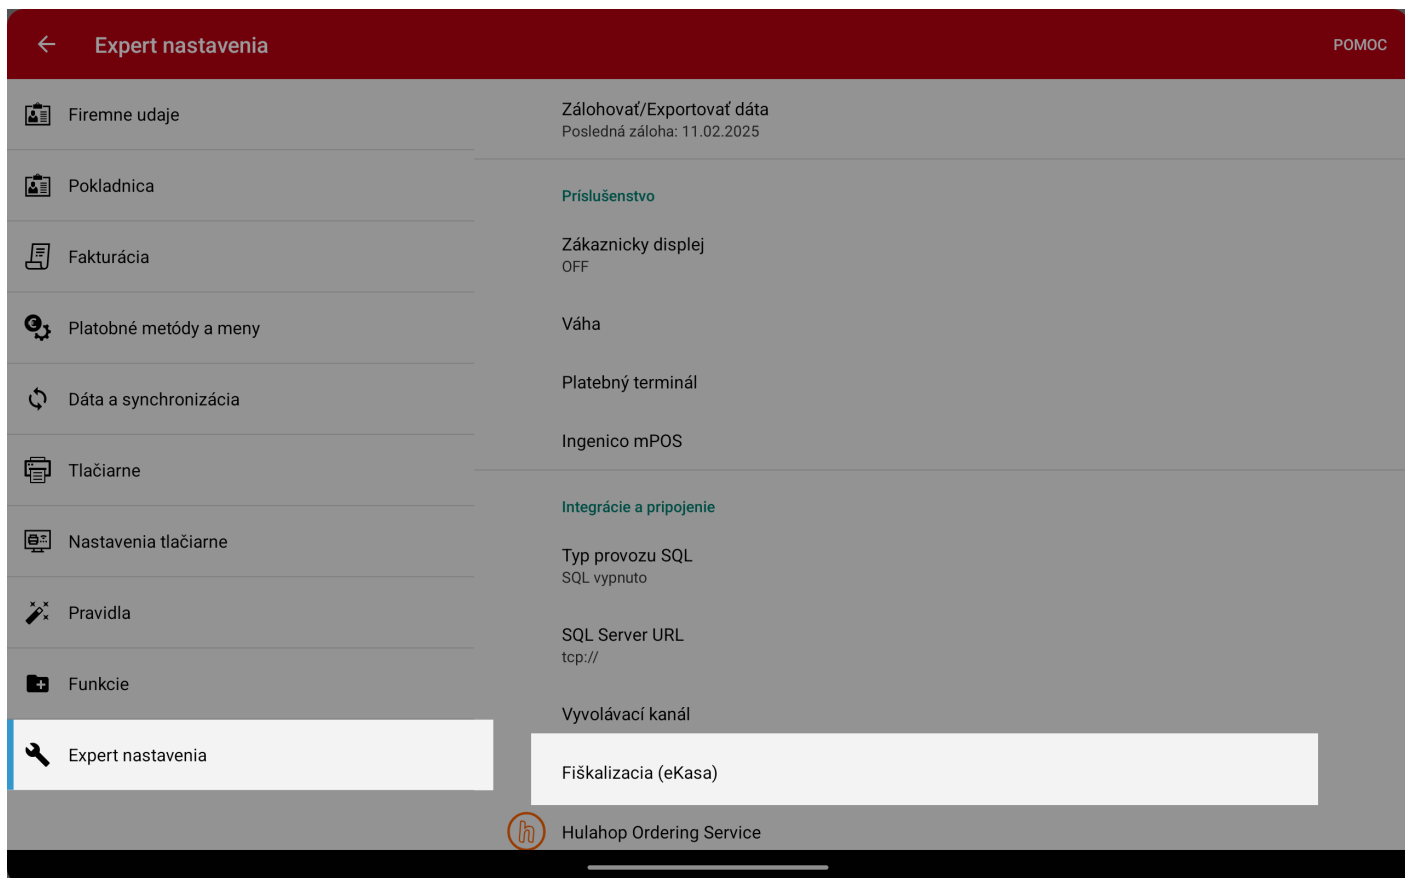 Expert nastavenia
POMOC
Firemne udaje
Pokladnica
Fakturácia
Platobné metódy a meny
Dáta a synchronizácia
Tlačiarne
Nastavenia tlačiarne
Pravidla
Funkcie
Expert nastavenia
Zálohovať/Exportovať dáta
Posledná záloha: 11.02.2025
Príslušenstvo
Zákaznicky displej
OFF
Váha
Platebný terminál
Ingenico mPOS
Integrácie a pripojenie
Typ provozu SQL
SQL vypnuto
SQL Server URL
tcp://
Vyvolávací kanál
Fiškalizacia (eKasa)
Hulahop Ordering Service